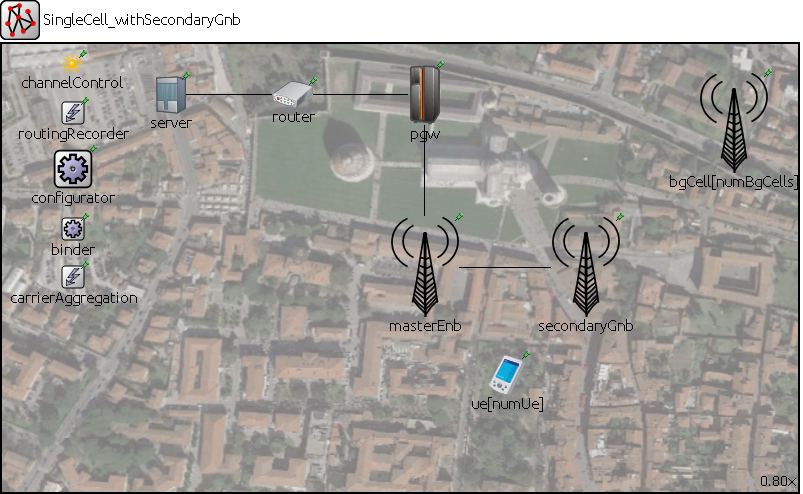 SingleCell_withSecondaryGnb
channelControl
routingRecorder
configurator
binder
carrierAggregation
server
router
pgw
bgCell[numBgCells]
masterEnb
secondaryGnb
ue[numUe]
0.80x